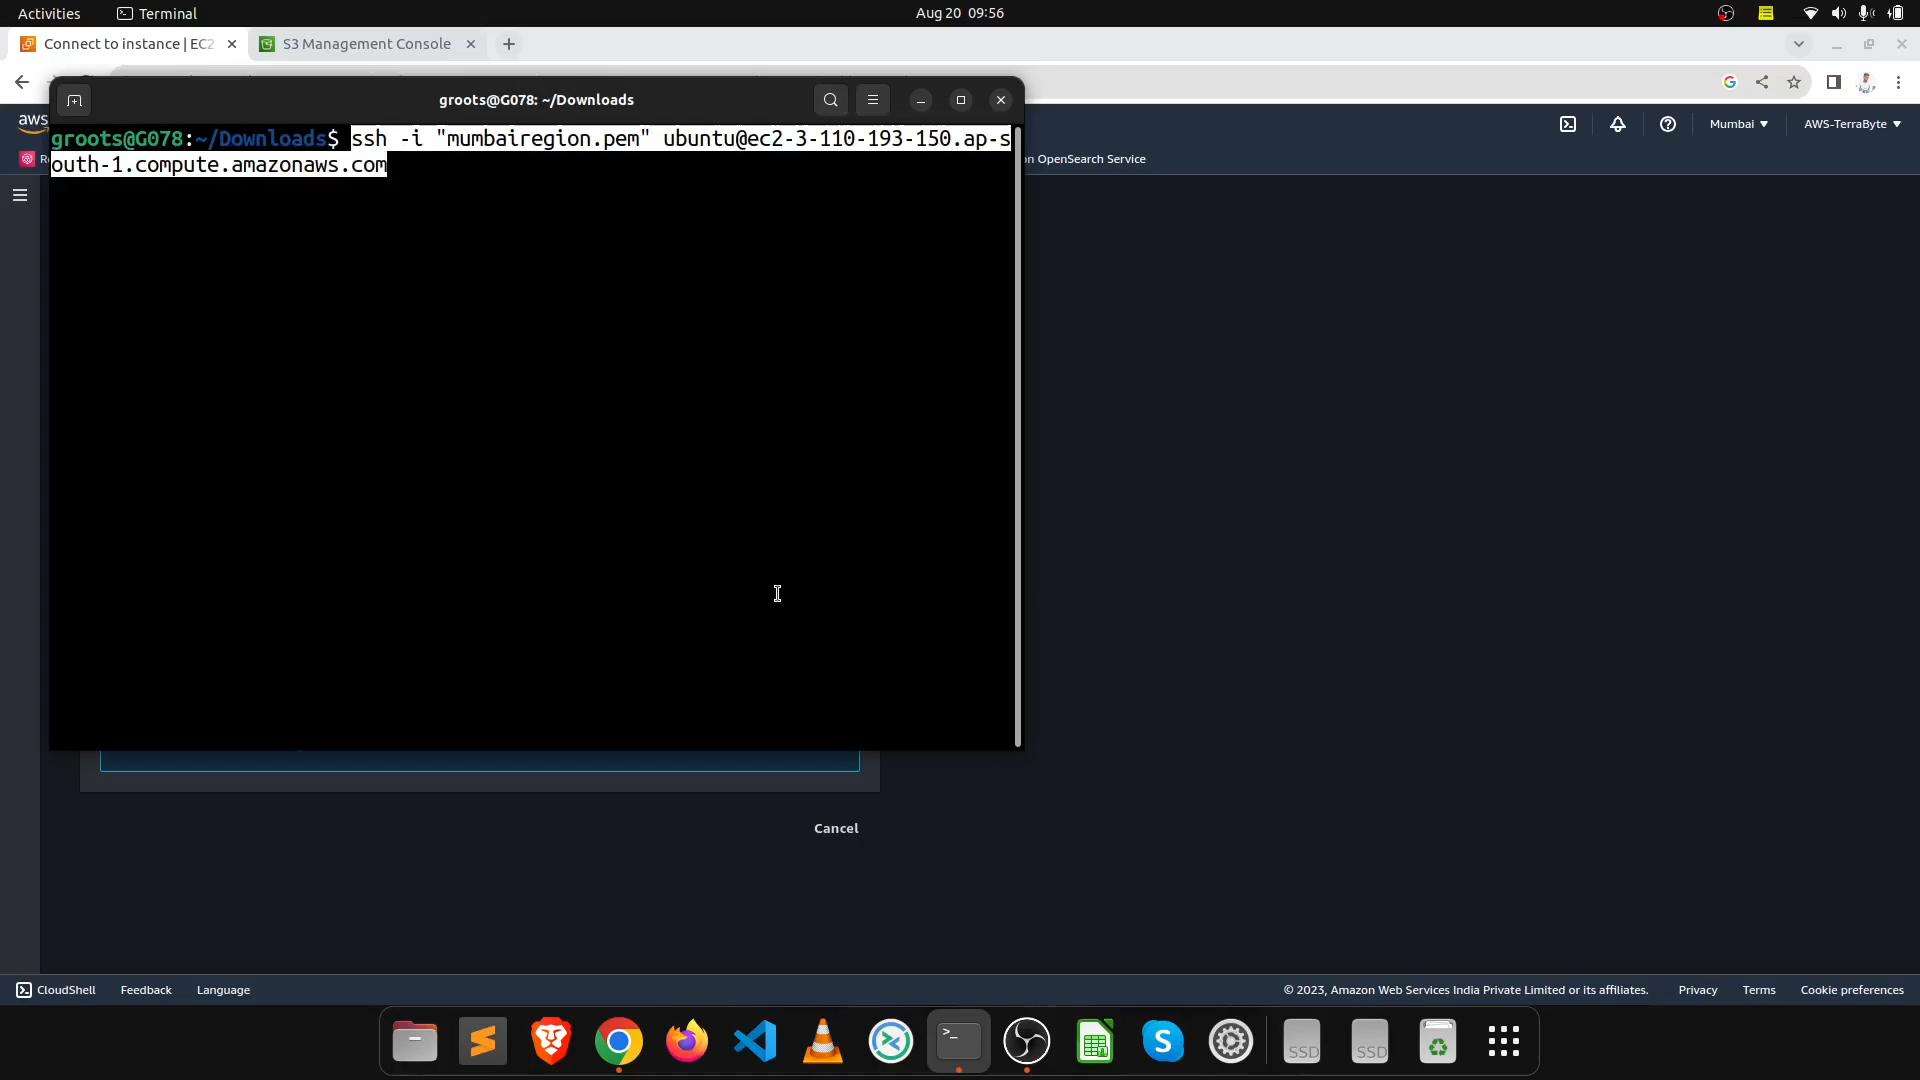 Activities
Terminal
Aug 20 09:56
Connect to instance | EC2
S3 Management Console
groots@G078: ~/Downloads
aws
groots@G078:~/Downloads$ ssh -i "mumbairegion.pem" ubuntu@ec2-3-110-193-150.ap-s
outh-1.compute.amazonaws.com
Mumbai
AWS-TerraByte
R
n OpenSearch Service
Cancel
CloudShell
Feedback
Language
© 2023, Amazon Web Services India Private Limited or its affiliates.
Privacy
Terms
Cookie preferences
>_
S
SSD
SSD